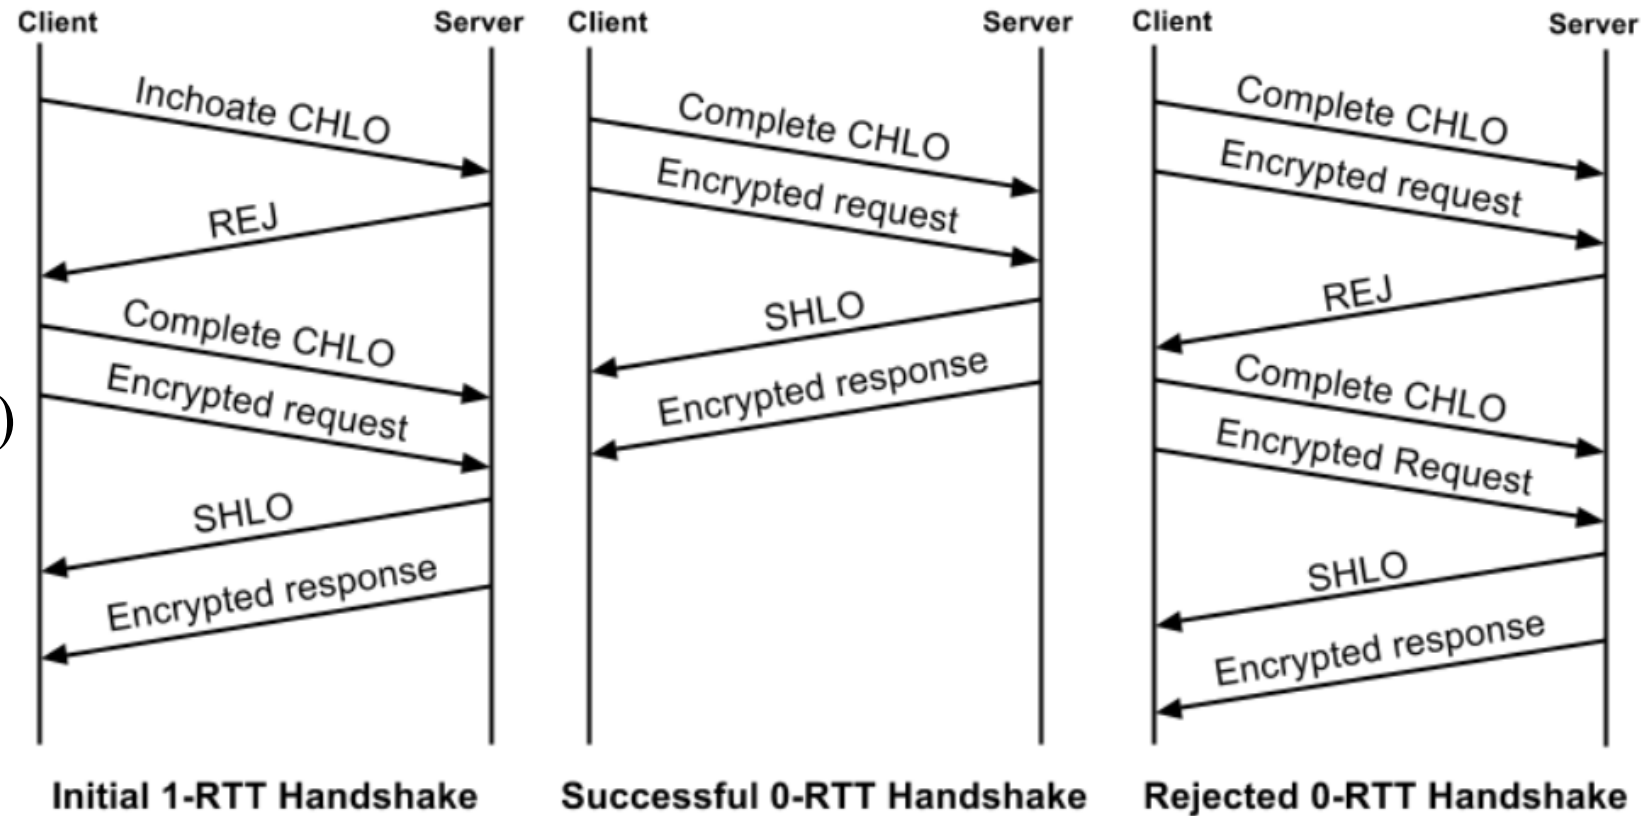 Client
Server
Inchoate CHLO
REJ
Complete CHLO
Encrypted request
SHLO
Encrypted response
Initial 1-RTT Handshake
Client
Server
Complete CHLO
Encrypted request
SHLO
Encrypted response
Successful 0-RTT Handshake
Client
Server
Complete CHLO
Encrypted request
REJ
Complete CHLO
Encrypted Request
SHLO
Encrypted response
Rejected 0-RTT Handshake
)